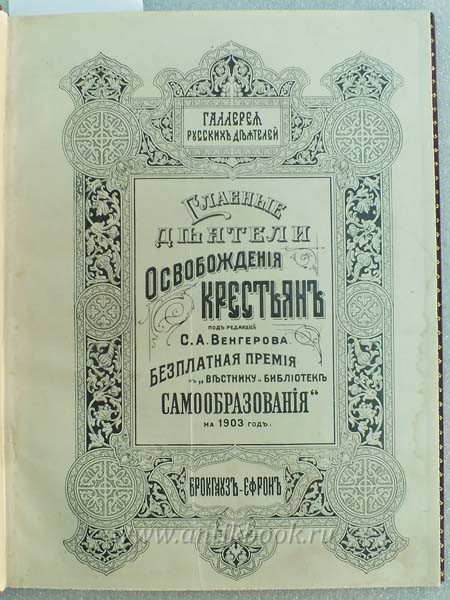 ГАЛЛЕРЕЯ
РУССКИХЪ ДѢЯТЕЛЕЙ
ГЛАВНЫЕ
ДѢЯТЕЛИ
ОСВОБОЖДЕНІЯ
КРЕСТЬЯНЪ
ПОДЪ РЕДАКЦІЕЙ
С.А. ВЕНГЕРОВА.
БЕЗПЛАТНАЯ ПРЕМІЯ
КЪ „ВѢСТНИКУ И БИБЛІОТЕКѢ
САМООБРАЗОВАНІЯ“
НА 1903 ГОДЪ.
БРОКГАУЗЪ-ЕФРОНЪ
www.antikbook.ru